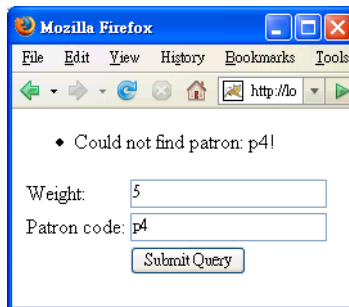 Mozilla Firefox
File Edit View History Bookmarks Tools
http://lo
• Could not find patron: p4!
Weight: 5
Patron code: p4
Submit Query